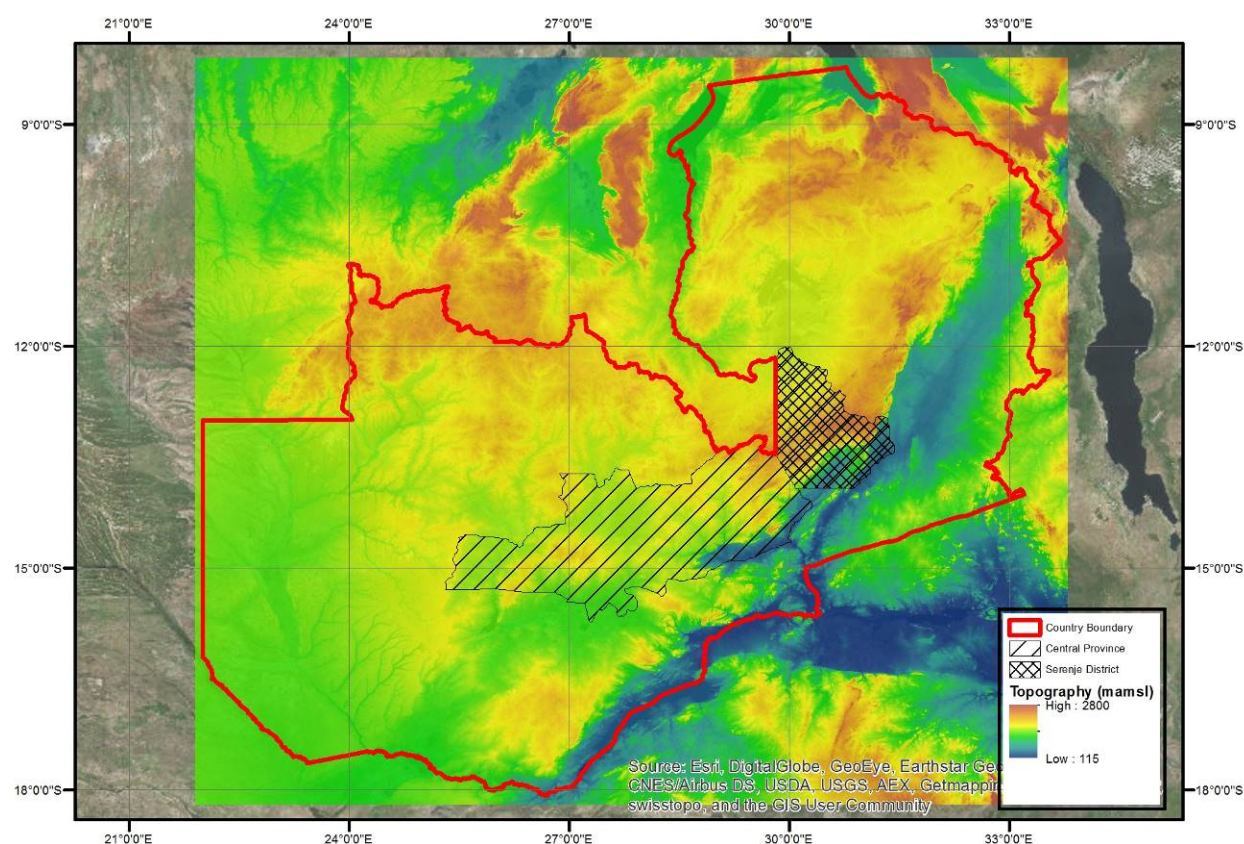 21°0'0"E 24°0'0"E 27°0'0"E 30°0'0"E 33°0'0"E
9°0'0"S 9°0'0"S
12°0'0"S 12°0'0"S
15°0'0"S 15°0'0"S
Country Boundary
Central Province
Serenje District
Topography (mamsl)
High : 2800
Low : 115
Source: Esri, DigitalGlobe, GeoEye, Earthstar Geo
CNES/Airbus DS, USDA, USGS, AEX, Getmappin
swisstopo, and the GIS User Community
18°0'0"S 18°0'0"S
21°0'0"E 24°0'0"E 27°0'0"E 30°0'0"E 33°0'0"E